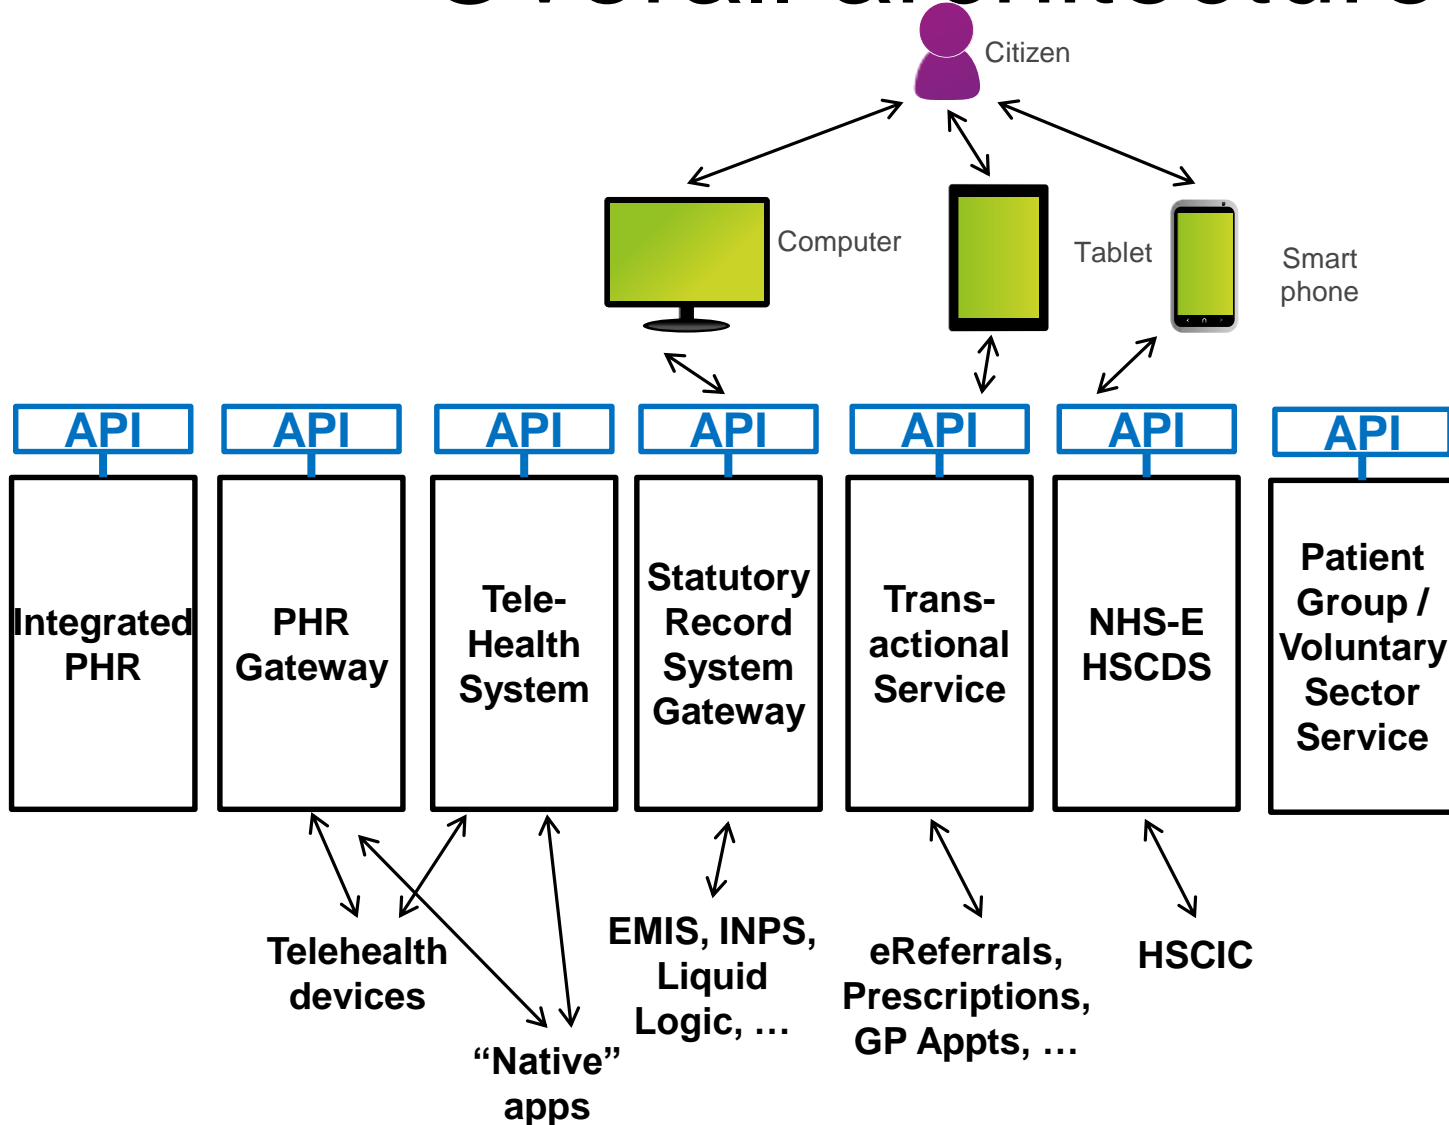 Overall architecture
Citizen
Computer
Tablet
Smart
phone
API
API
API
API
API
API
API
Integrated
PHR
PHR
Gateway
Tele-
Health
System
Statutory
Record
System
Gateway
Trans-
actional
Service
NHS-E
HSCDS
Patient
Group /
Voluntary
Sector
Service
Telehealth
devices
“Native”
apps
EMIS, INPS,
Liquid
Logic, …
eReferrals,
Prescriptions,
GP Appts, …
HSCIC